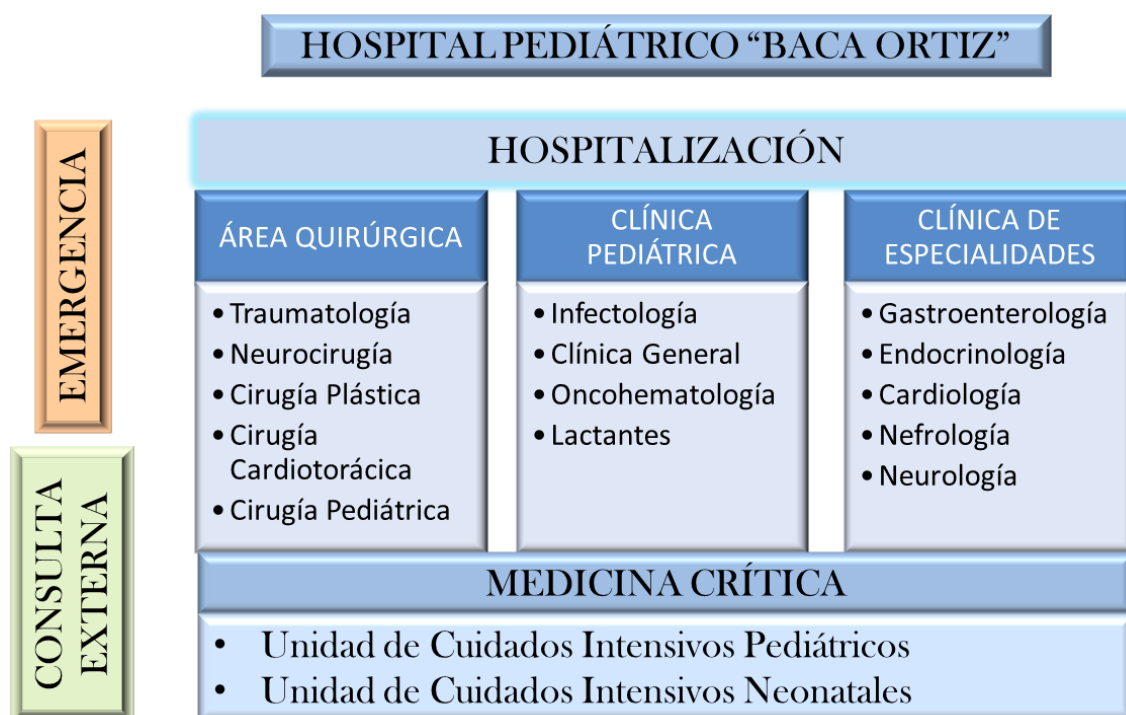 HOSPITAL PEDIÁTRICO “BACA ORTIZ”
EMERGENCIA
CONSULTA
EXTERNA
HOSPITALIZACIÓN
ÁREA QUIRÚRGICA
• Traumatología
• Neurocirugía
• Cirugía Plástica
• Cirugía
Cardiotorácica
• Cirugía Pediátrica
CLÍNICA
PEDIÁTRICA
• Infectología
• Clínica General
• Oncohematología
• Lactantes
CLÍNICA DE
ESPECIALIDADES
• Gastroenterología
• Endocrinología
• Cardiología
• Nefrología
• Neurología
MEDICINA CRÍTICA
• Unidad de Cuidados Intensivos Pediátricos
• Unidad de Cuidados Intensivos Neonatales